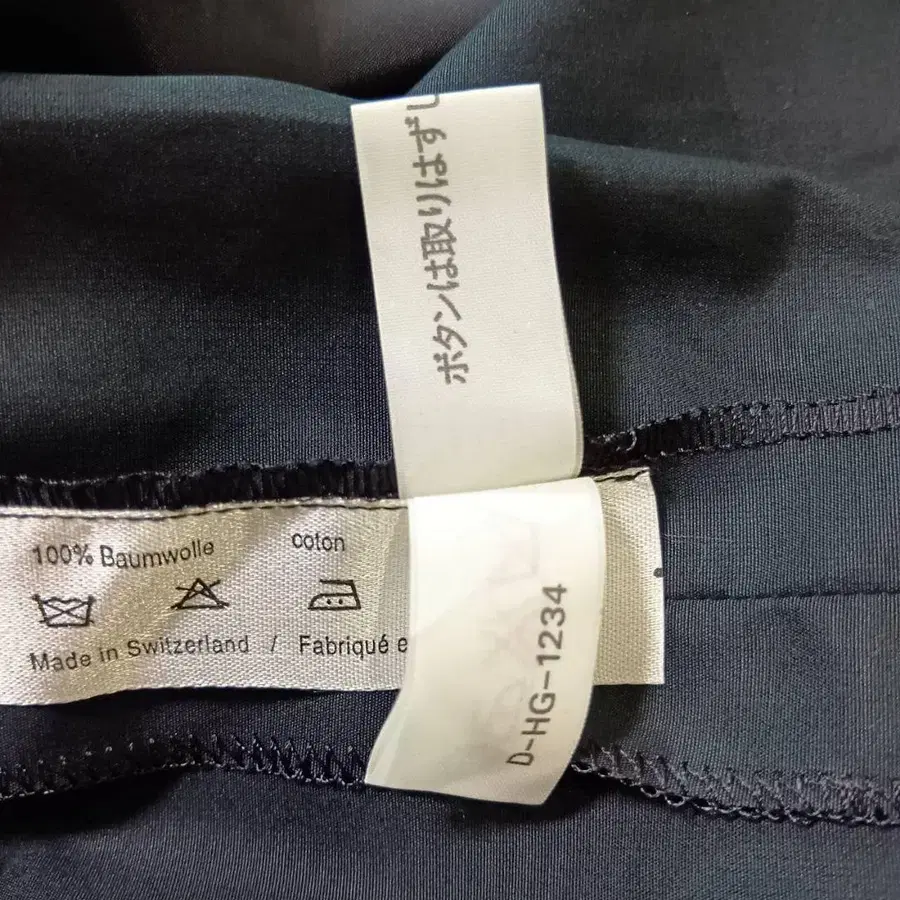 ボタンは取りはずし
100% Baumwolle coton
Made in Switzerland / Fabriqué e
D-HG-1234